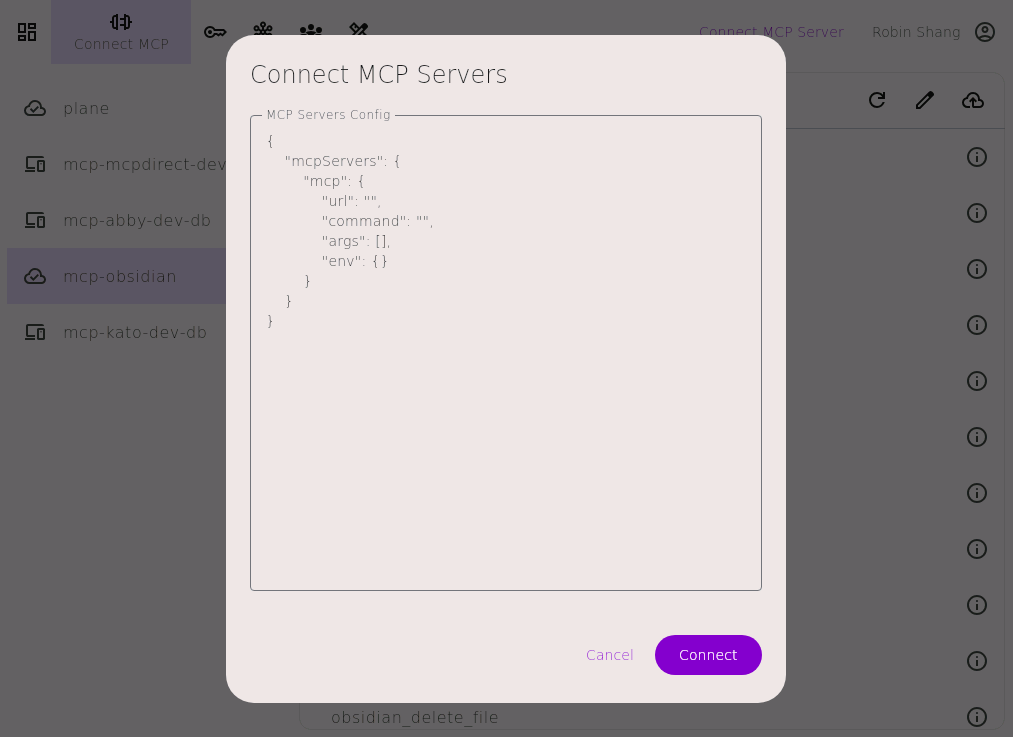 Connect MCP
Connect MCP Server
Robin Shang
plane
mcp-mcpdirect-dev
mcp-abby-dev-db
mcp-obsidian
mcp-kato-dev-db
Connect MCP Servers
MCP Servers Config
{
"mcpServers": {
"mcp": {
"url": "",
"command": "",
"args": [],
"env": {}
}
}
}
Cancel
Connect
obsidian_delete_file